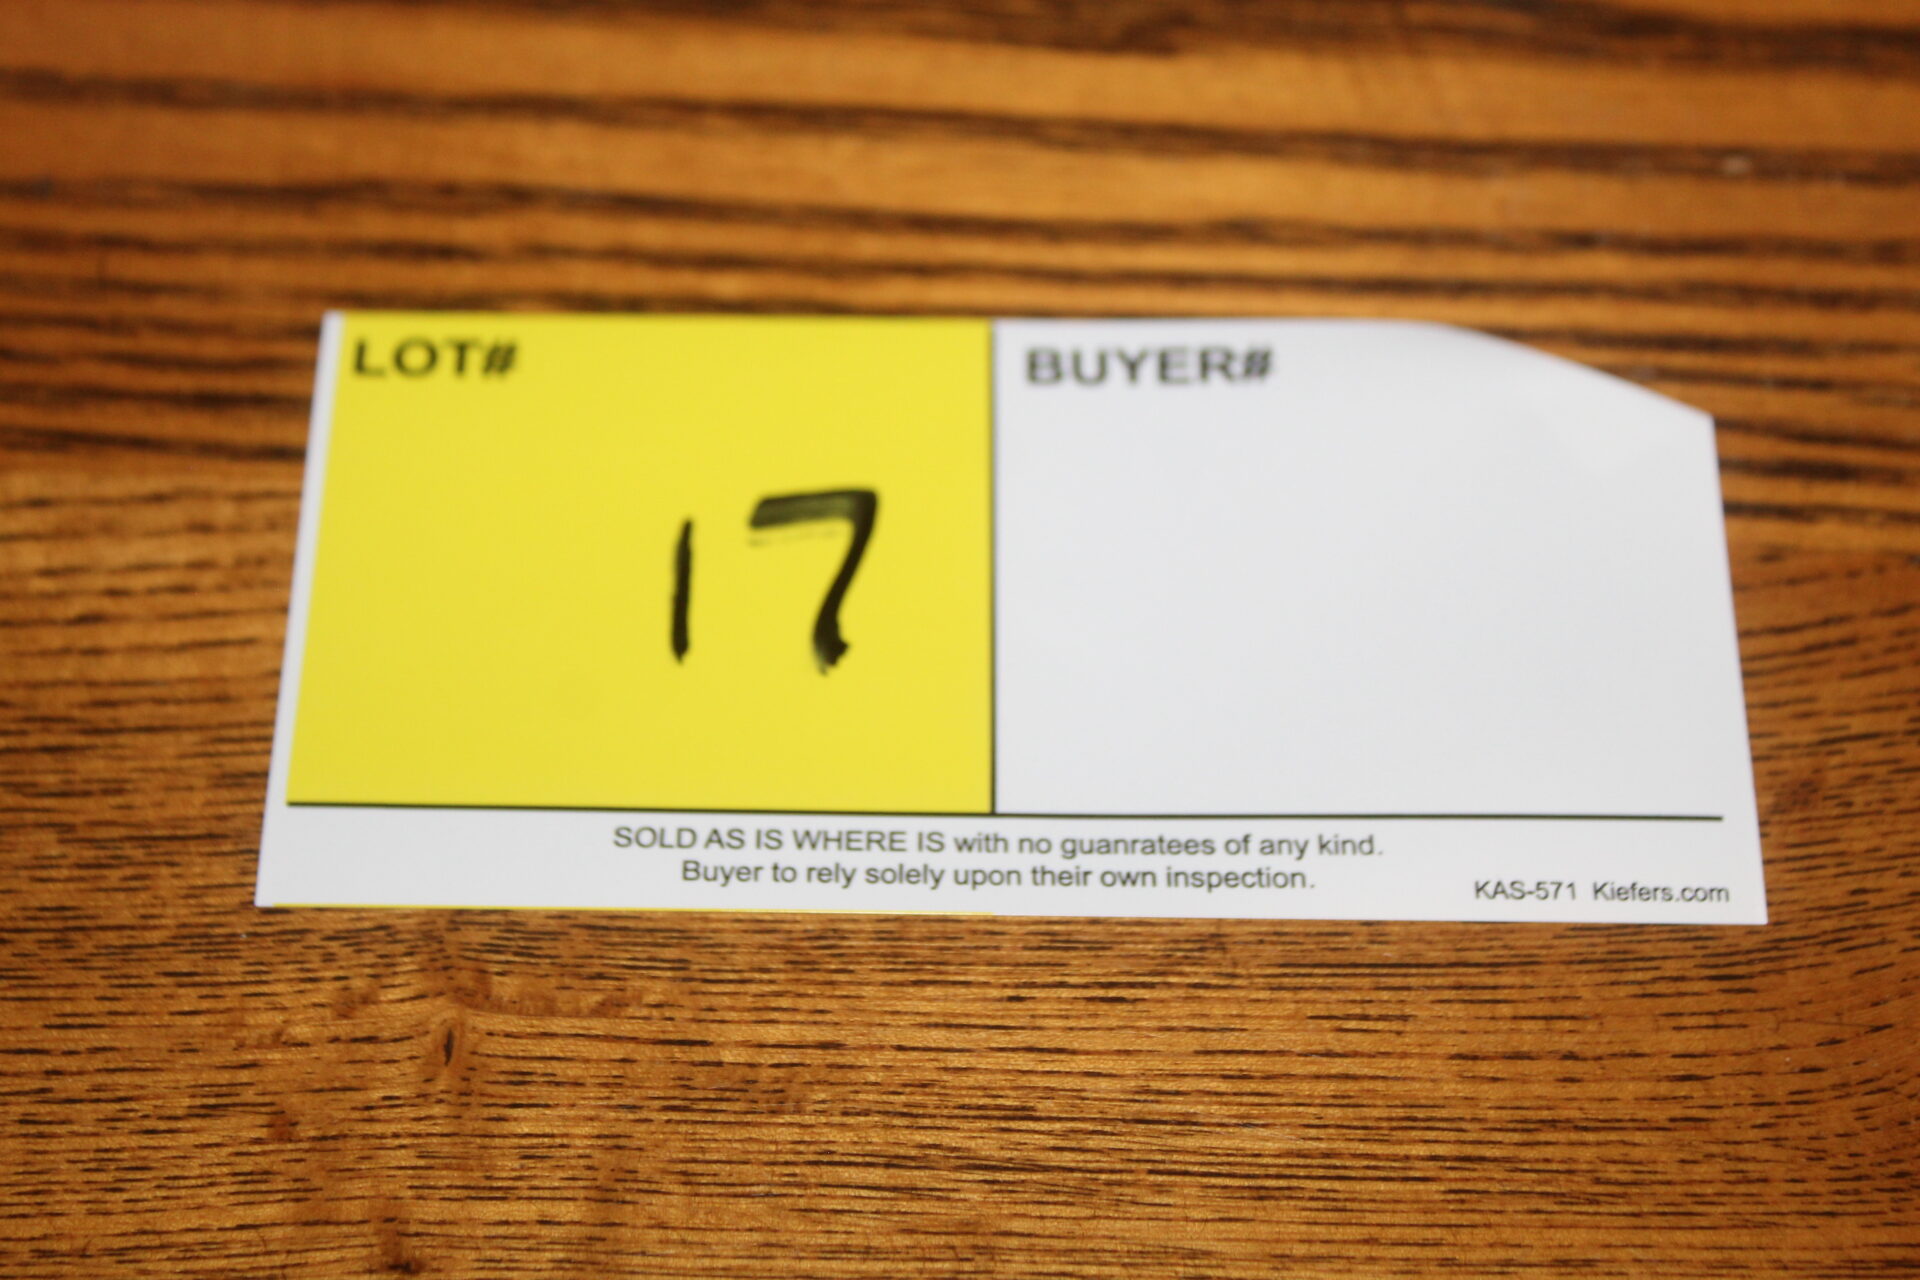 LOT#
BUYER#
17
SOLD AS IS WHERE IS with no guanratees of any kind.
Buyer to rely solely upon their own inspection.
KAS-571 Kiefers.com